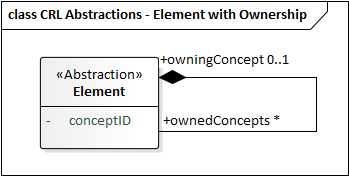 class CRL Abstractions - Element with Ownership
+owningConcept 0..1
«Abstraction»
Element
- conceptID
+ownedConcepts *